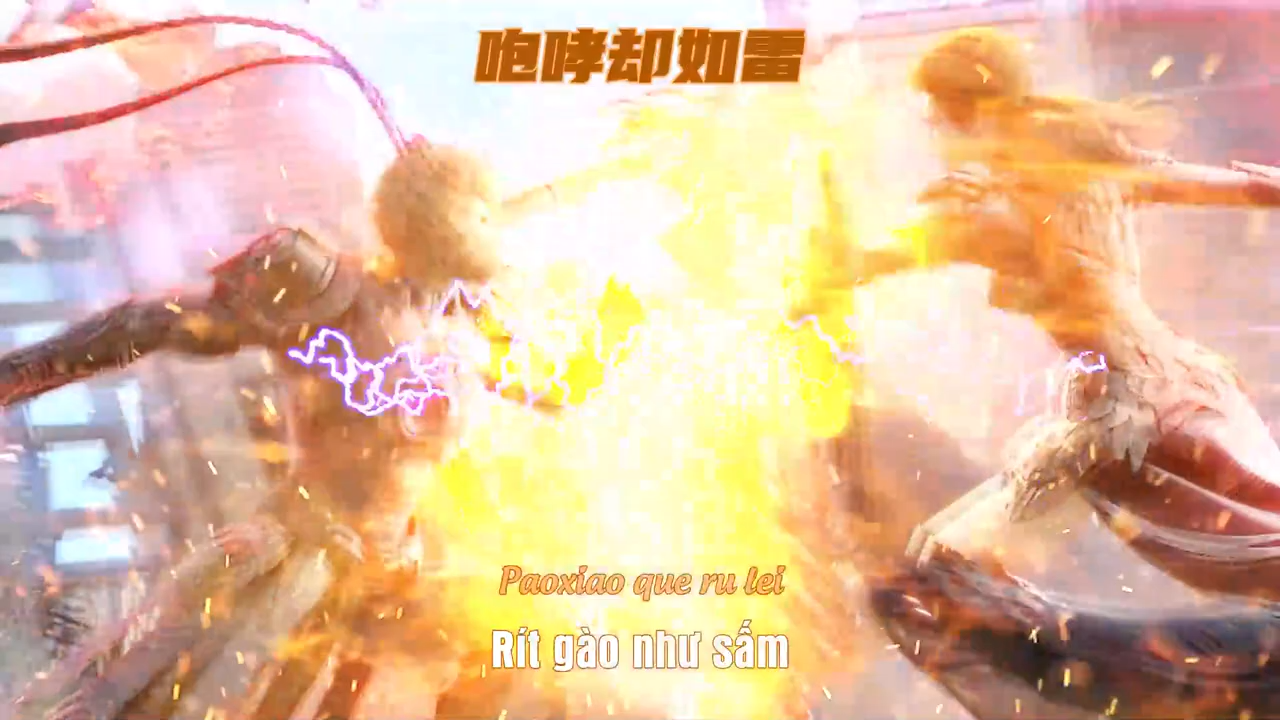 咆哮却如雷
Paoxiao que ru lei
Rít gào như sấm